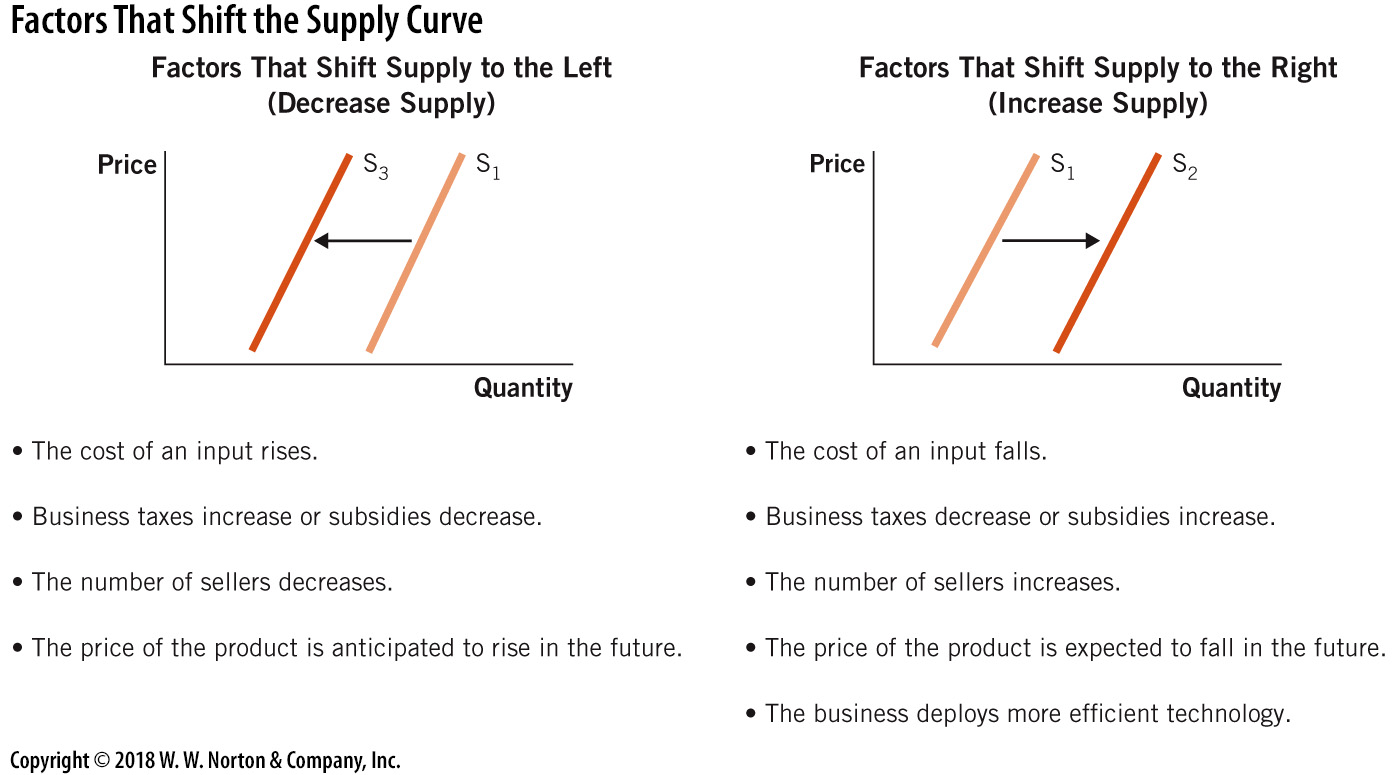 Factors That Shift the Supply Curve
Factors That Shift Supply to the Left
(Decrease Supply)
Price
S3
S1
Quantity
• The cost of an input rises.
• Business taxes increase or subsidies decrease.
• The number of sellers decreases.
• The price of the product is anticipated to rise in the future.
Factors That Shift Supply to the Right
(Increase Supply)
Price
S1
S2
Quantity
• The cost of an input falls.
• Business taxes decrease or subsidies increase.
• The number of sellers increases.
• The price of the product is expected to fall in the future.
• The business deploys more efficient technology.
Copyright © 2018 W. W. Norton & Company, Inc.